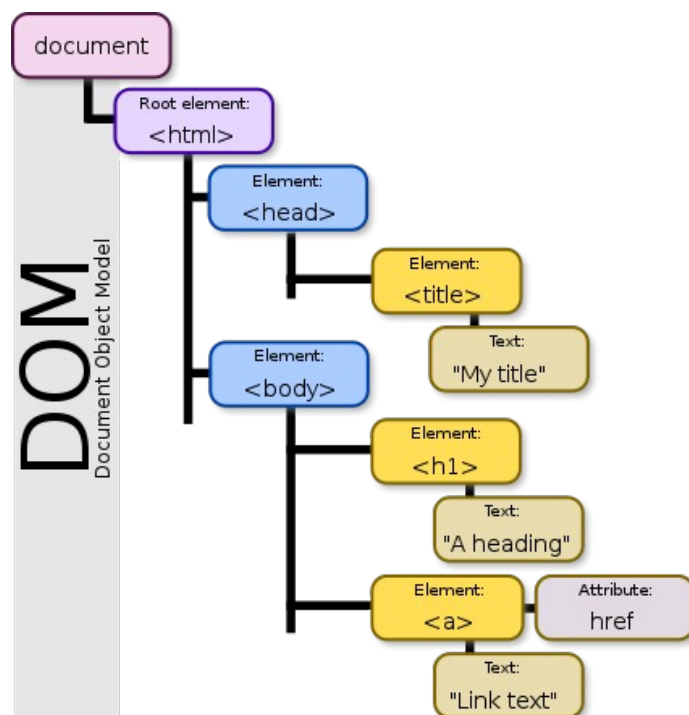 document
Root element:
<html>
Element:
<head>
Element:
<title>
Text:
"My title"
Element:
<body>
Element:
<h1>
Text:
"A heading"
Element:
<a>
Attribute:
href
Text:
"Link text"
DOM
Document Object Model